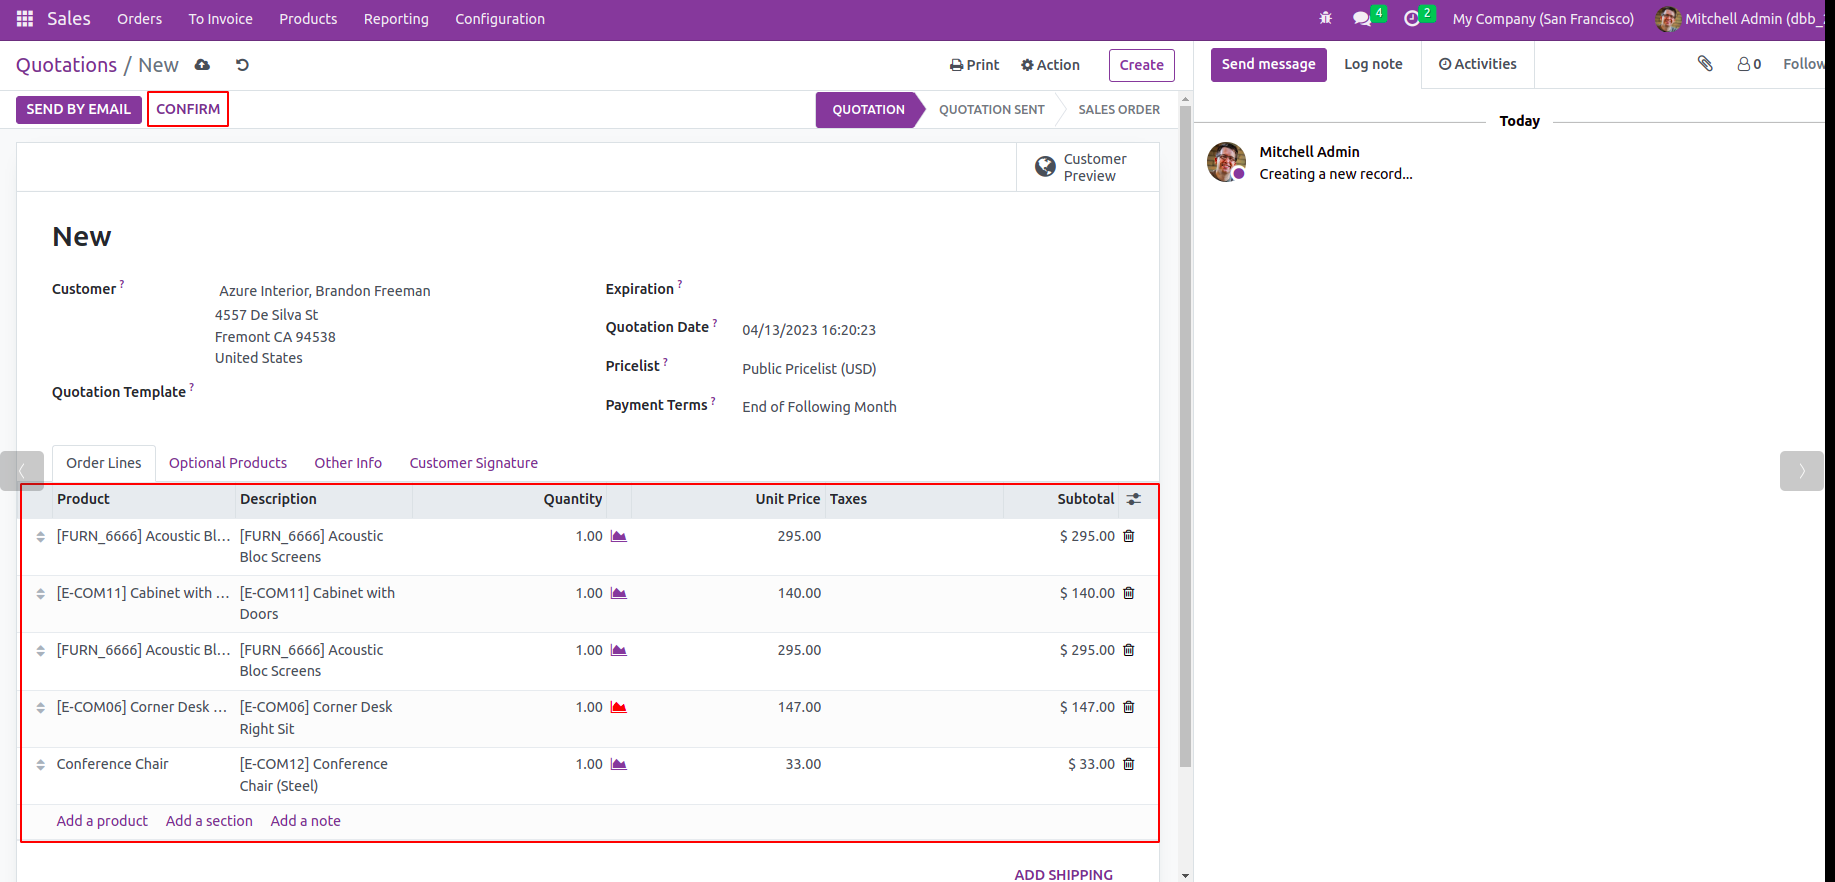 Sales Orders To Invoice Products Reporting Configuration 4 2 My Company (San Francisco) Mitchell Admin (dbb_
Quotations / New Print Action Create Send message Log note Activities 0 Follow
SEND BY EMAIL CONFIRM QUOTATION QUOTATION SENT SALES ORDER
Today
Customer
Preview
Mitchell Admin
Creating a new record...
New
Customer ? Azure Interior, Brandon Freeman
4557 De Silva St
Fremont CA 94538
United States
Quotation Template ?
Expiration ?
Quotation Date ? 04/13/2023 16:20:23
Pricelist ? Public Pricelist (USD)
Payment Terms ? End of Following Month
Order Lines Optional Products Other Info Customer Signature
Product Description Quantity Unit Price Taxes Subtotal
[FURN_6666] Acoustic Bl... [FURN_6666] Acoustic 1.00 295.00 $ 295.00
Bloc Screens
[E-COM11] Cabinet with ... [E-COM11] Cabinet with 1.00 140.00 $ 140.00
Doors
[FURN_6666] Acoustic Bl... [FURN_6666] Acoustic 1.00 295.00 $ 295.00
Bloc Screens
[E-COM06] Corner Desk ... [E-COM06] Corner Desk 1.00 147.00 $ 147.00
Right Sit
Conference Chair [E-COM12] Conference 1.00 33.00 $ 33.00
Chair (Steel)
Add a product Add a section Add a note
ADD SHIPPING